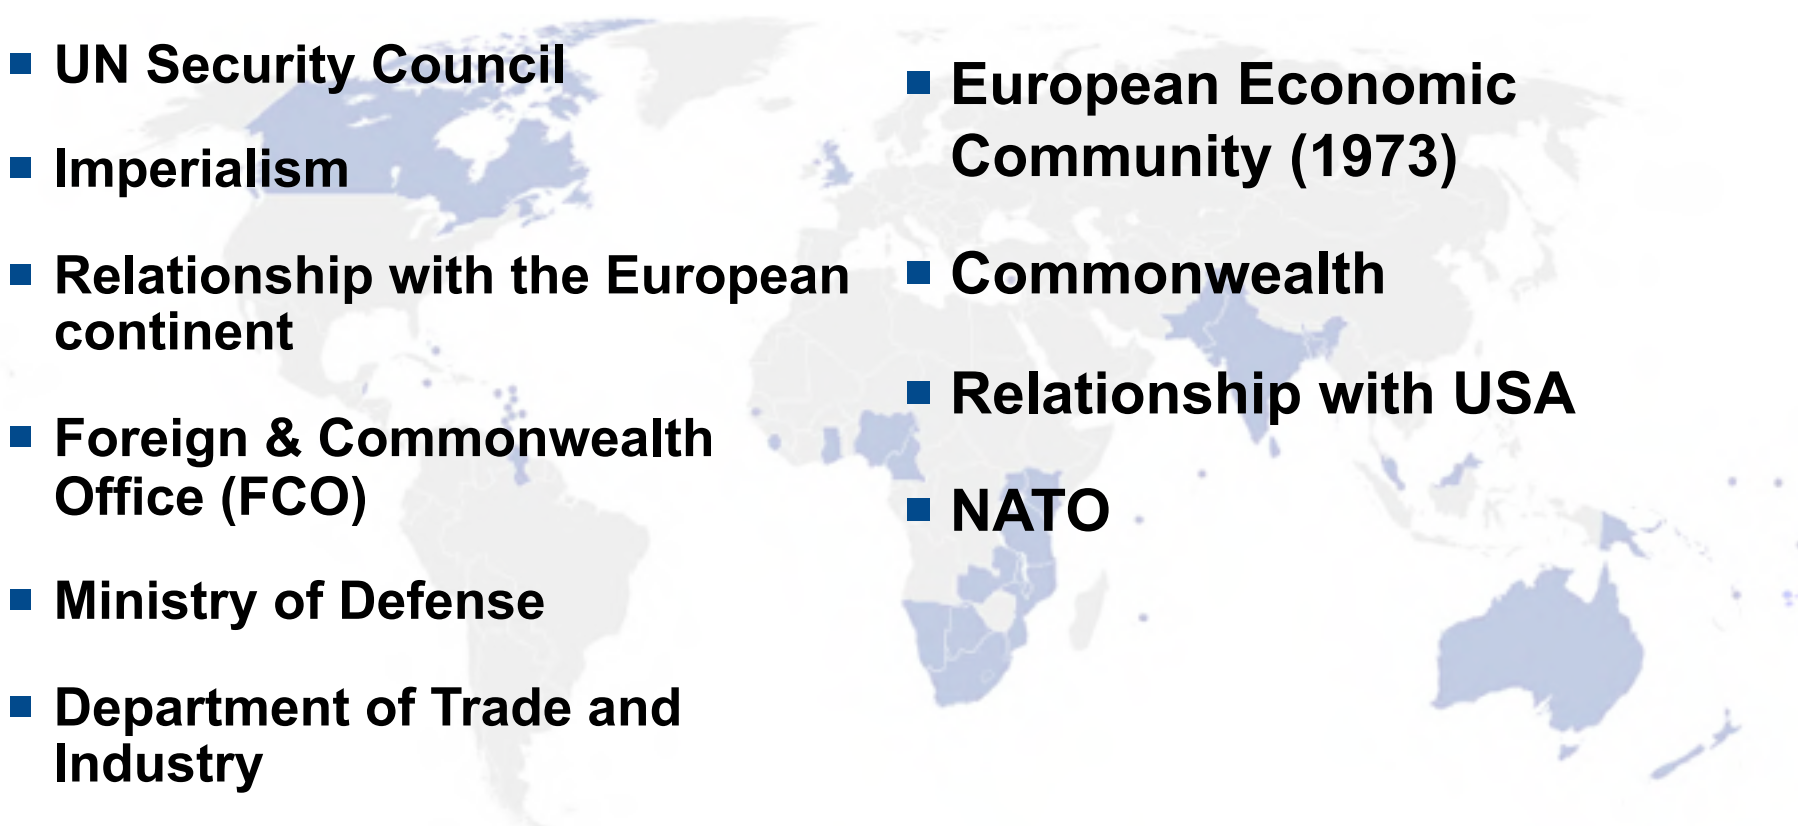 UN Security Council
Imperialism
Relationship with the European
continent
Foreign & Commonwealth
Office (FCO)
Ministry of Defense
Department of Trade and
Industry
European Economic
Community (1973)
Commonwealth
Relationship with USA
NATO